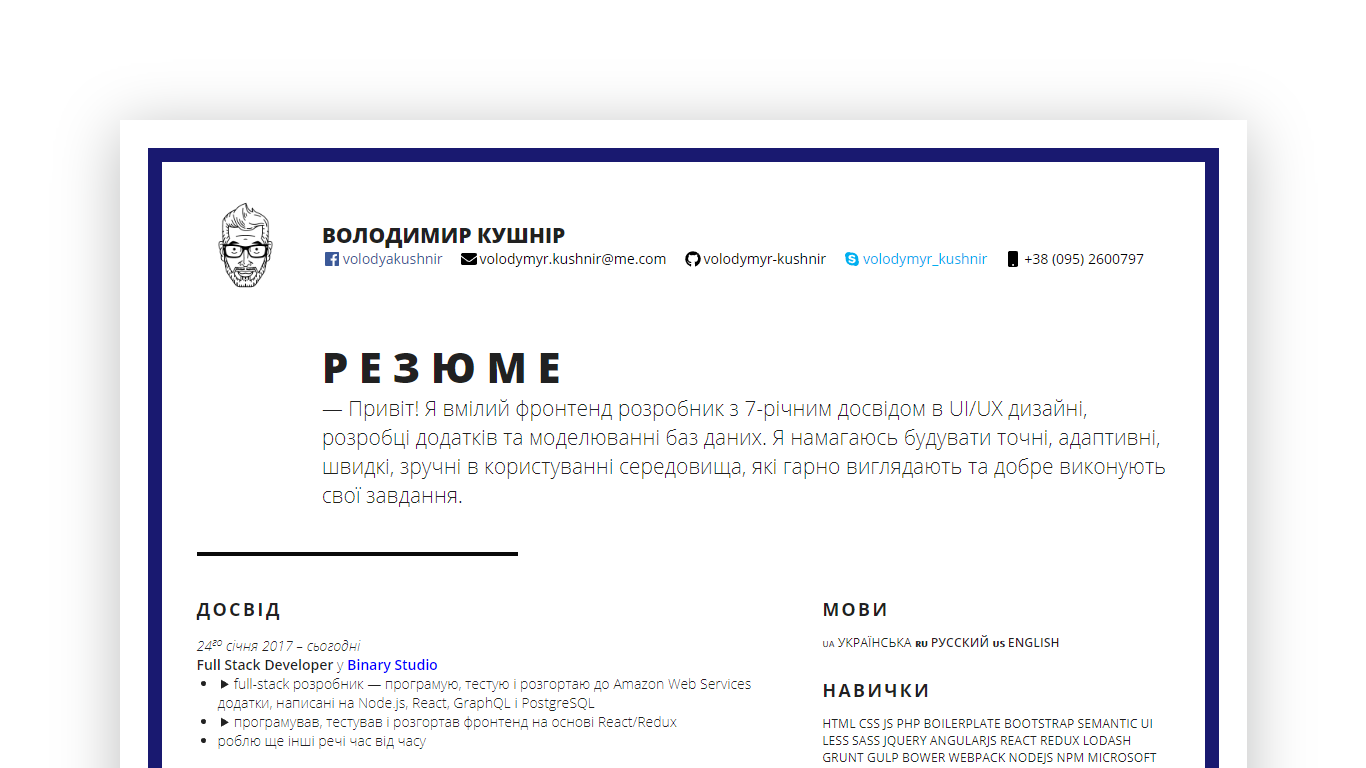 ВОЛОДИМИР КУШНІР
volodyakushnir volodymyr.kushnir@me.com volodymyr-kushnir volodymyr_kushnir +38 (095) 2600797
РЕЗЮМЕ
— Привіт! Я вмілий фронтенд розробник з 7-річним досвідом в UI/UX дизайні,
розробці додатків та моделюванні баз даних. Я намагаюсь будувати точні, адаптивні,
швидкі, зручні в користуванні середовища, які гарно виглядають та добре виконують
свої завдання.
ДОСВІД
24го січня 2017 – сьогодні
Full Stack Developer у Binary Studio
• ▶ full-stack розробник — програмую, тестую і розгортаю до Amazon Web Services
додатки, написані на Node.js, React, GraphQL і PostgreSQL
• ▶ програмував, тестував і розгортав фронтенд на основі React/Redux
• роблю ще інші речі час від часу
МОВИ
UA УКРАЇНСЬКА RU РУССКИЙ US ENGLISH
НАВИЧКИ
HTML CSS JS PHP BOILERPLATE BOOTSTRAP SEMANTIC UI
LESS SASS JQUERY ANGULARJS REACT REDUX LODASH
GRUNT GULP BOWER WEBPACK NODEJS NPM MICROSOFT